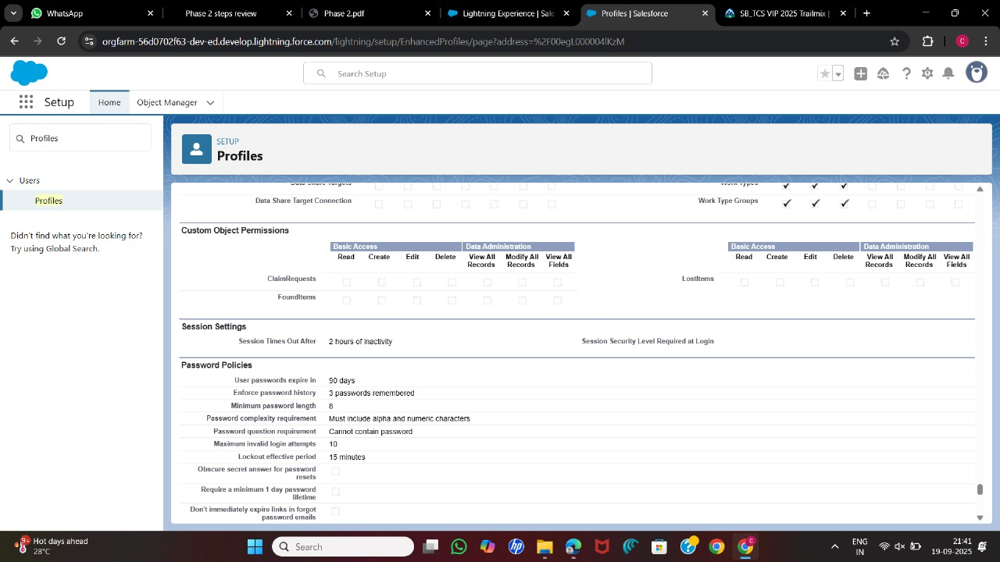 WhatsApp
Phase 2 steps review
Phase 2.pdf
Lightning Experience | Sale
Profiles | Salesforce
SB_TCS VIP 2025 Trailmix |
orgfarm-56d0702f63-dev-ed.develop.lightning.force.com/lightning/setup/EnhancedProfiles/page?address=%2F00egL000004lKzM
C
Search Setup
Setup
Home
Object Manager
Profiles
Users
Profiles
Didn't find what you're looking for?
Try using Global Search.
SETUP
Profiles
Data Share Targets
Work Types
Data Share Target Connection
Work Type Groups
Custom Object Permissions
Basic Access Data Administration
Read Create Edit Delete View All Records Modify All Records View All Fields
Basic Access Data Administration
Read Create Edit Delete View All Records Modify All Records View All Fields
ClaimRequests
LostItems
FoundItems
Session Settings
Session Times Out After 2 hours of inactivity
Session Security Level Required at Login
Password Policies
User passwords expire in 90 days
Enforce password history 3 passwords remembered
Minimum password length 8
Password complexity requirement Must include alpha and numeric characters
Password question requirement Cannot contain password
Maximum invalid login attempts 10
Lockout effective period 15 minutes
Obscure secret answer for password
resets
Require a minimum 1 day password
lifetime
Don't immediately expire links in forgot
password emails
9+
Hot days ahead
28°C
Search
hp
C
ENG
IN
21:41
19-09-2025